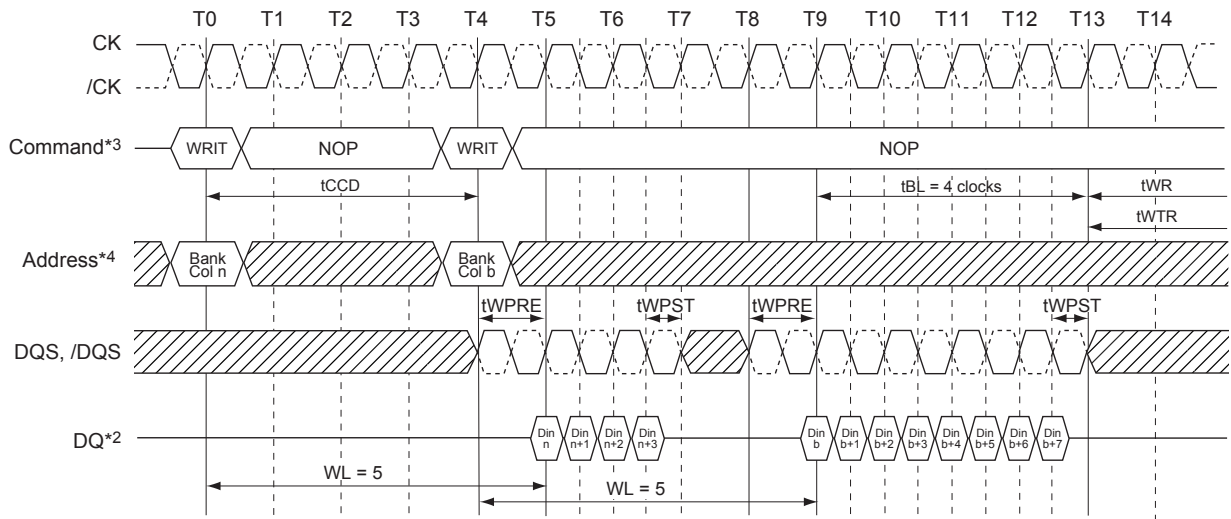 T0 T1 T2 T3 T4 T5 T6 T7 T8 T9 T10 T11 T12 T13 T14
CK
/CK
Command*3 WRIT NOP WRIT NOP
tCCD tBL = 4 clocks tWR
tWTR
Address*4 Bank Col n Bank Col b
tWPRE tWPST tWPRE tWPST
DQS, /DQS
DQ*2 Din n Din n+1 Din n+2 Din n+3 Din b Din b+1 Din b+2 Din b+3 Din b+4 Din b+5 Din b+6 Din b+7
WL = 5
WL = 5